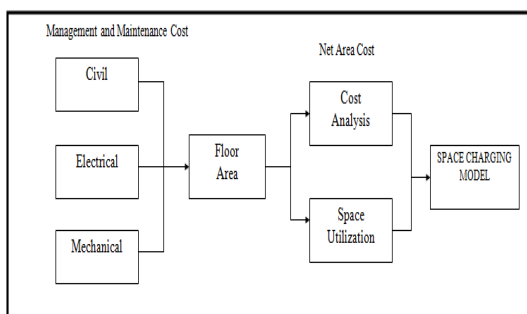 Management and Maintenance Cost
Net Area Cost
Civil
Cost
Analysis
Electrical
Floor
Area
SPACE CHARGING
MODEL
Mechanical
Space
Utilization